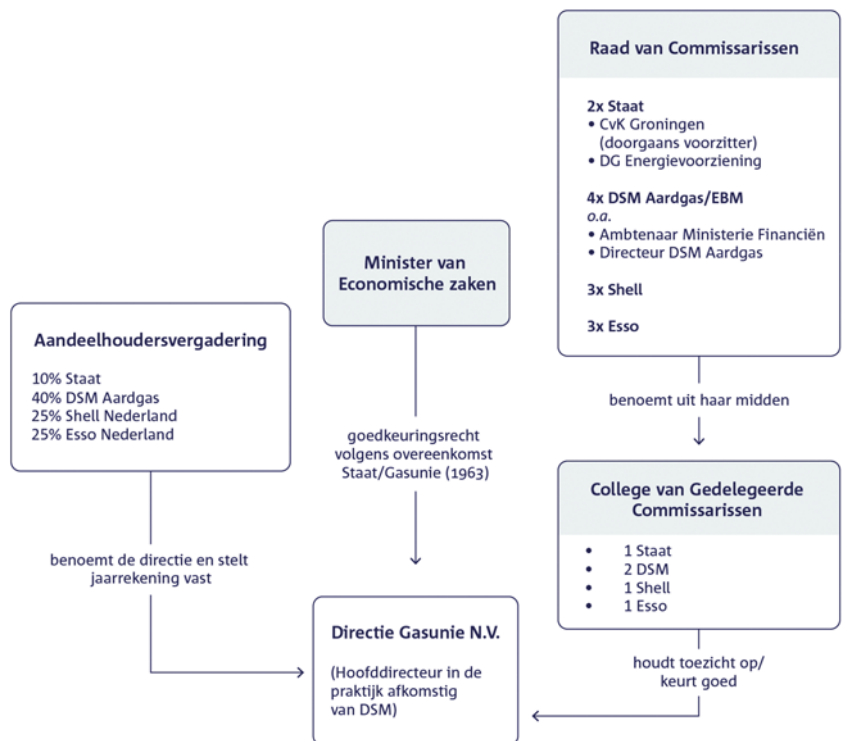 Raad van Commissarissen
2x Staat
• CvK Groningen
(doorgaans voorzitter)
• DG Energievoorziening
4x DSM Aardgas/EBM
o.a.
• Ambtenaar Ministerie Financiën
• Directeur DSM Aardgas
3x Shell
3x Esso
Minister van
Economische zaken
Aandeelhoudersvergadering
10% Staat
40% DSM Aardgas
25% Shell Nederland
25% Esso Nederland
benoemt uit haar midden
goedkeuringsrecht
volgens overeenkomst
Staat/Gasunie (1963)
College van Gedelegeerde
Commissarissen
• 1 Staat
• 2 DSM
• 1 Shell
• 1 Esso
benoemt de directie en stelt
jaarrekening vast
Directie Gasunie N.V.
(Hoofddirecteur in de
praktijk afkomstig
van DSM)
houdt toezicht op/
keurt goed